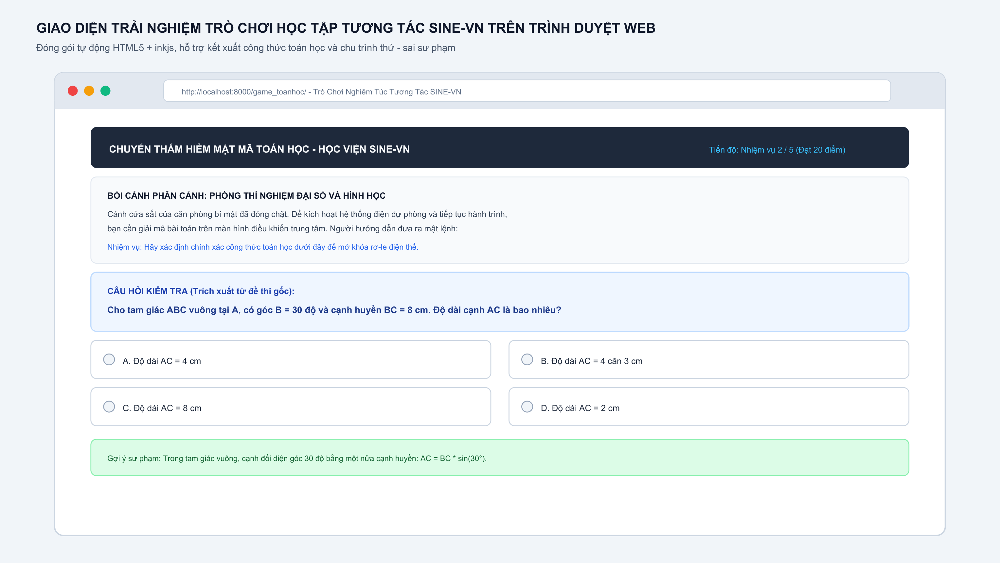 GIAO DIỆN TRẢI NGHIỆM TRÒ CHƠI HỌC TẬP TƯƠNG TÁC SINE-VN TRÊN TRÌNH DUYỆT WEB
Đóng gói tự động HTML5 + inkjs, hỗ trợ kết xuất công thức toán học và chu trình thử - sai sư phạm
http://localhost:8000/game_toanhoc/ - Trò Chơi Nghiêm Túc Tương Tác SINE-VN
CHUYẾN THÁM HIỂM MẬT MÃ TOÁN HỌC - HỌC VIỆN SINE-VN
Tiến độ: Nhiệm vụ 2 / 5 (Đạt 20 điểm)
BỐI CẢNH PHÂN CẢNH: PHÒNG THÍ NGHIỆM ĐẠI SỐ VÀ HÌNH HỌC
Cánh cửa sắt của căn phòng bí mật đã đóng chặt. Để kích hoạt hệ thống điện dự phòng và tiếp tục hành trình,
bạn cần giải mã bài toán trên màn hình điều khiển trung tâm. Người hướng dẫn đưa ra mật lệnh:
Nhiệm vụ: Hãy xác định chính xác công thức toán học dưới đây để mở khóa rơ-le điện thế.
CÂU HỎI KIỂM TRA (Trích xuất từ đề thi gốc):
Cho tam giác ABC vuông tại A, có góc B = 30 độ và cạnh huyền BC = 8 cm. Độ dài cạnh AC là bao nhiêu?
A. Độ dài AC = 4 cm
B. Độ dài AC = 4 căn 3 cm
C. Độ dài AC = 8 cm
D. Độ dài AC = 2 cm
Gợi ý sư phạm: Trong tam giác vuông, cạnh đối diện góc 30 độ bằng một nửa cạnh huyền: AC = BC * sin(30°).